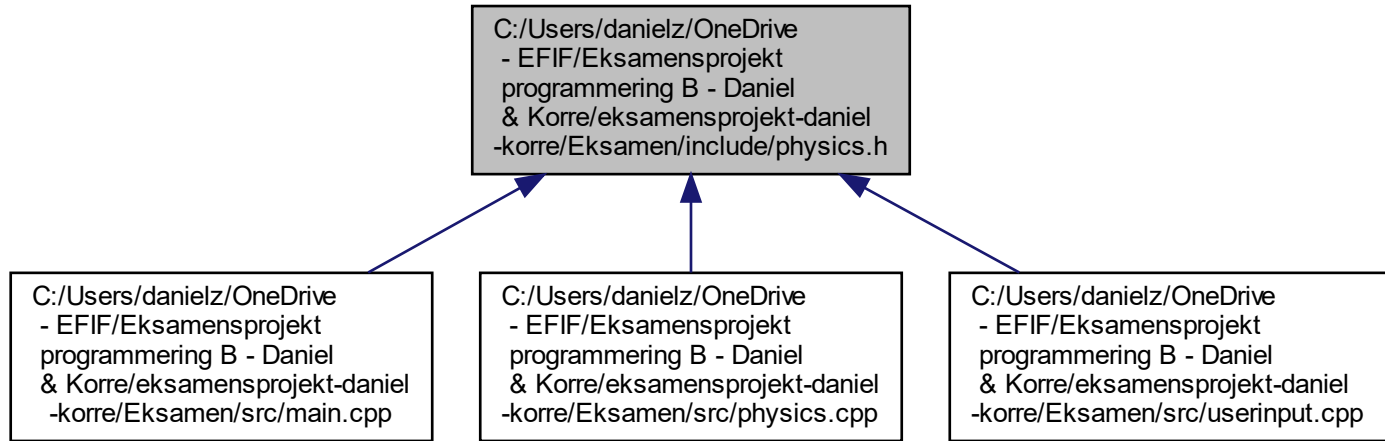 C:/Users/danielz/OneDrive
- EFIF/Eksamensprojekt
programmering B - Daniel
& Korre/eksamensprojekt-daniel
-korre/Eksamen/include/physics.h
C:/Users/danielz/OneDrive
- EFIF/Eksamensprojekt
programmering B - Daniel
& Korre/eksamensprojekt-daniel
-korre/Eksamen/src/main.cpp
C:/Users/danielz/OneDrive
- EFIF/Eksamensprojekt
programmering B - Daniel
& Korre/eksamensprojekt-daniel
-korre/Eksamen/src/physics.cpp
C:/Users/danielz/OneDrive
- EFIF/Eksamensprojekt
programmering B - Daniel
& Korre/eksamensprojekt-daniel
-korre/Eksamen/src/userinput.cpp